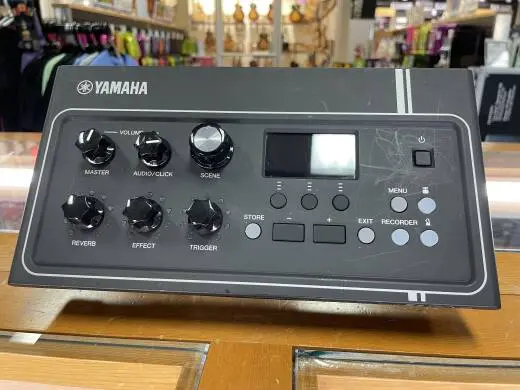 YAMAHA
VOLUME
MASTER
AUDIO/CLICK
SCENE
MENU
STORE
−
+
EXIT
RECORDER
REVERB
EFFECT
TRIGGER